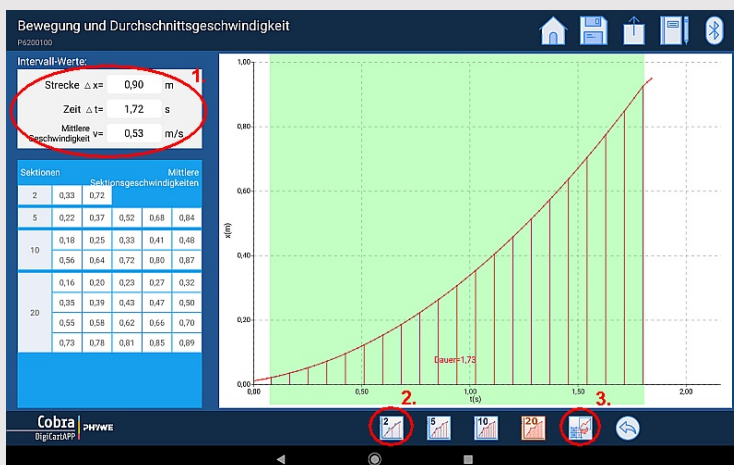 Bewegung und Durchschnittsgeschwindigkeit
P6200100
Intervall-Werte:
1.
Strecke △ x= 0,90 m
Zeit △ t= 1,72 s
Mittlere
Geschwindigkeit v= 0,53 m/s
Sektionen Mittlere
Sektionsgeschwindigkeiten
2 0,33 0,72
5 0,22 0,37 0,52 0,68 0,84
10 0,18 0,25 0,33 0,41 0,48
0,56 0,64 0,72 0,80 0,87
20 0,16 0,20 0,23 0,27 0,32
0,35 0,39 0,43 0,47 0,50
0,55 0,58 0,62 0,66 0,70
0,73 0,78 0,81 0,85 0,89
1,00
0,80
0,60
x(m)
0,40
0,20
0,00
Dauer=1,73
0,00 0,50 1,00 1,50 2,00
t(s)
2. 3.
Cobra PHYWE
DigiCartAPP
2 5 10 20